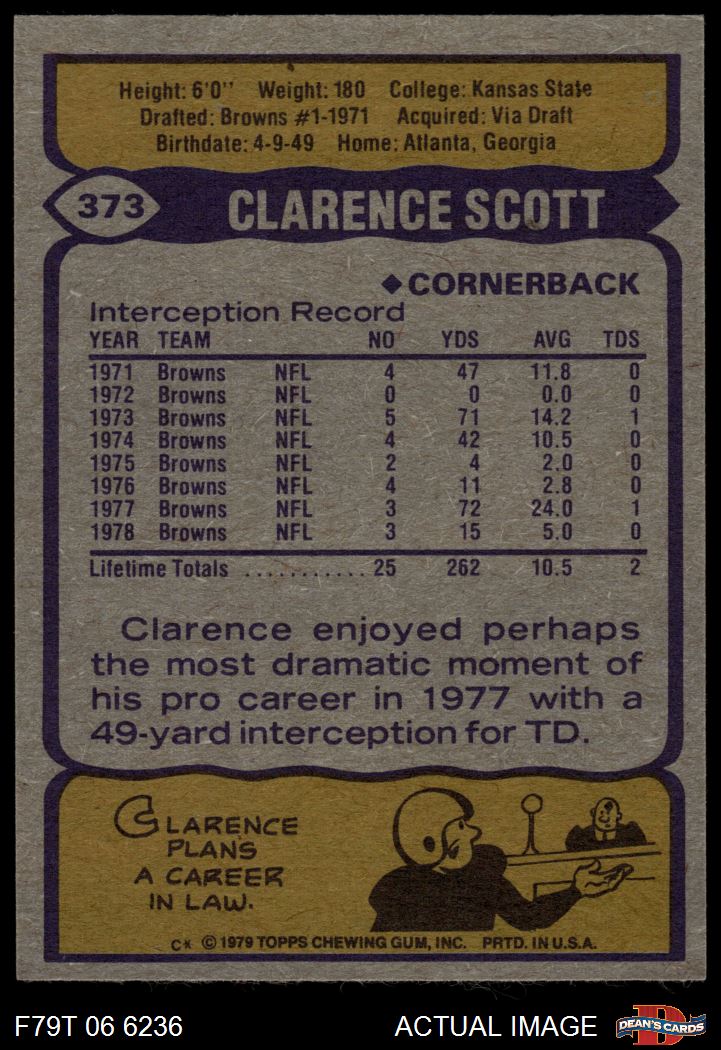 Height: 6'0" Weight: 180 College: Kansas State
Drafted: Browns #1-1971 Acquired: Via Draft
Birthdate: 4-9-49 Home: Atlanta, Georgia
373 CLARENCE SCOTT
◆CORNERBACK
Interception Record
YEAR TEAM NO YDS AVG TDS
1971 Browns NFL 4 47 11.8 0
1972 Browns NFL 0 0 0.0 0
1973 Browns NFL 5 71 14.2 1
1974 Browns NFL 4 42 10.5 0
1975 Browns NFL 2 4 2.0 0
1976 Browns NFL 4 11 2.8 0
1977 Browns NFL 3 72 24.0 1
1978 Browns NFL 3 15 5.0 0
Lifetime Totals ............ 25 262 10.5 2
Clarence enjoyed perhaps
the most dramatic moment of
his pro career in 1977 with a
49-yard interception for TD.
CLARENCE
PLANS
A CAREER
IN LAW.
C* © 1979 TOPPS CHEWING GUM, INC. PRTD. IN U.S.A.
F79T 06 6236 ACTUAL IMAGE D DEAN'S CARDS